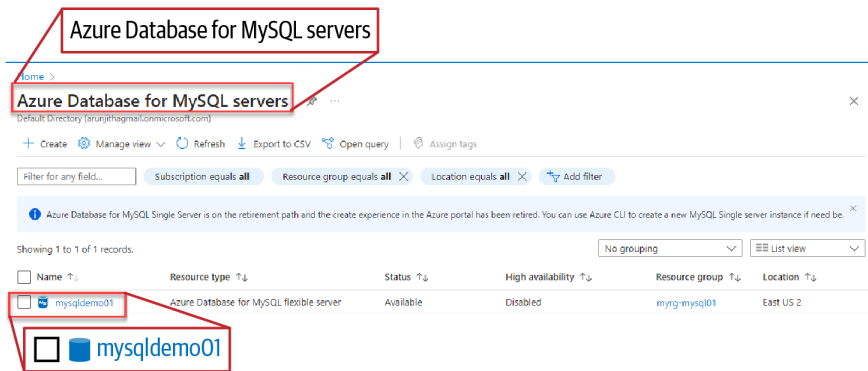 Azure Database for MySQL servers
Home >
Azure Database for MySQL servers ...
Default Directory (arunjithagmail.onmicrosoft.com)
+ Create Manage view Refresh Export to CSV Open query | Assign tags
Filter for any field... Subscription equals all Resource group equals all × Location equals all × Add filter
Azure Database for MySQL Single Server is on the retirement path and the create experience in the Azure portal has been retired. You can use Azure CLI to create a new MySQL Single server instance if need be.
Showing 1 to 1 of 1 records. No grouping List view
Name ↑↓ Resource type ↑↓ Status ↑↓ High availability ↑↓ Resource group ↑↓ Location ↑↓
mysqldemo01 Azure Database for MySQL flexible server Available Disabled myrg-mysql01 East US 2
mysqldemo01